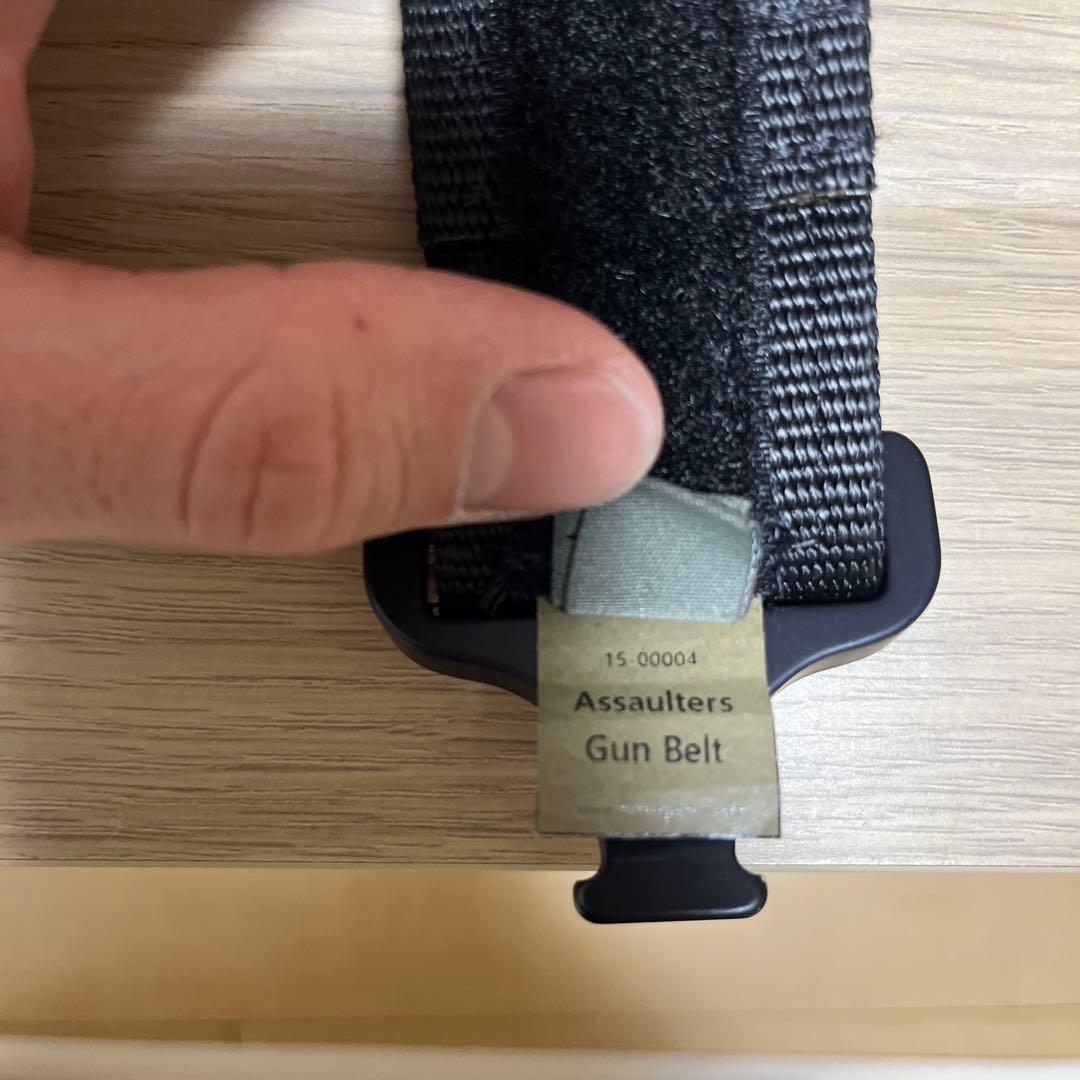 15-00004
Assaulters
Gun Belt